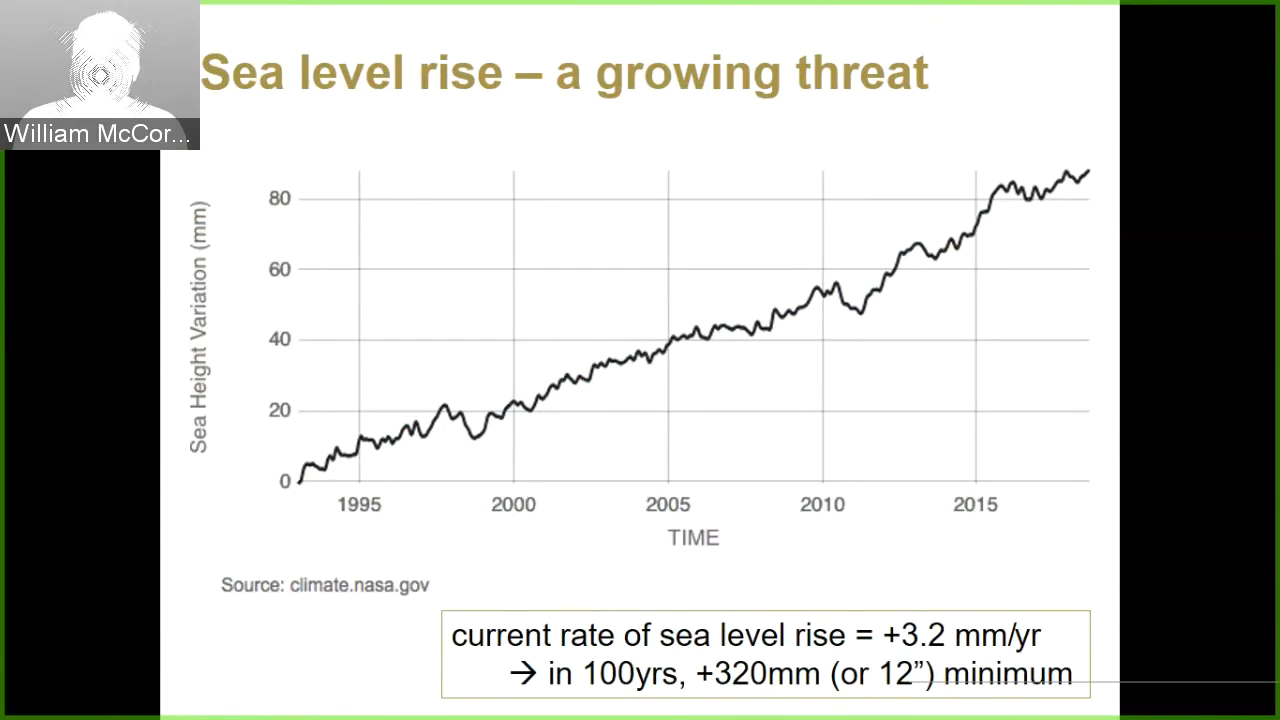 William McCor...
Sea level rise – a growing threat
Sea Height Variation (mm)
80
60
40
20
0
1995 2000 2005 2010 2015
TIME
Source: climate.nasa.gov
current rate of sea level rise = +3.2 mm/yr
→ in 100yrs, +320mm (or 12”) minimum